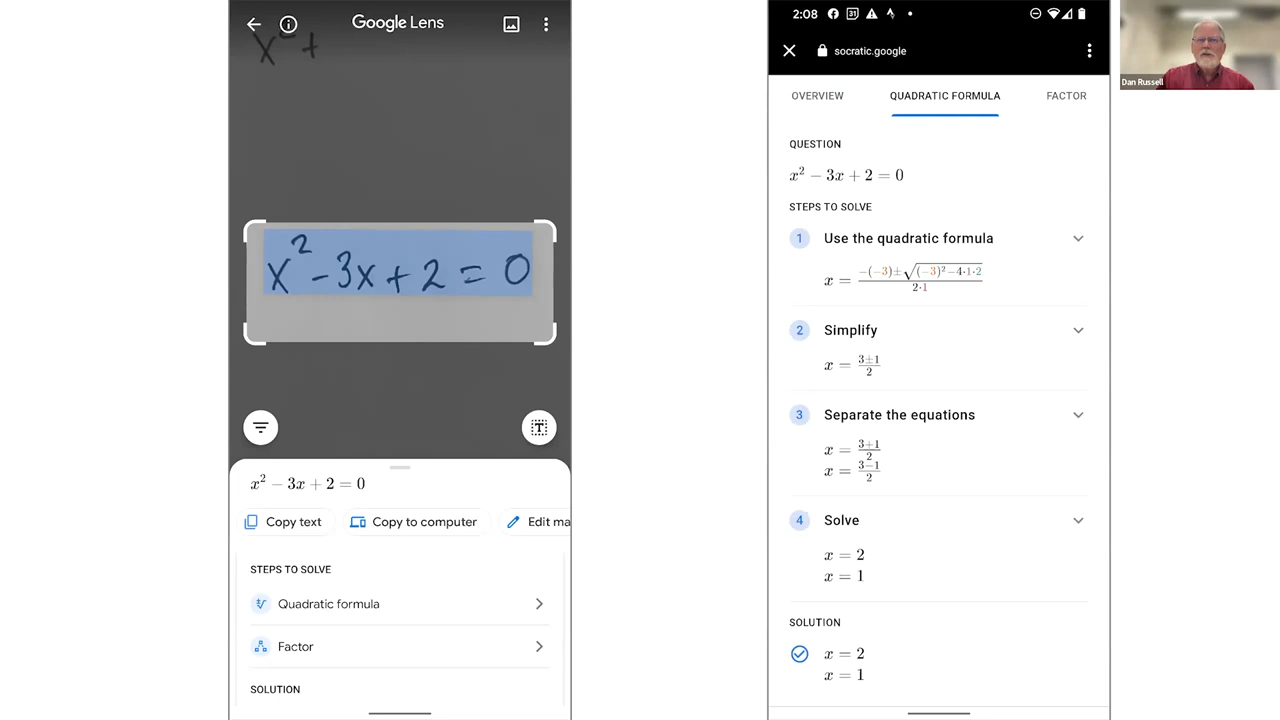 Google Lens
x² +
x² - 3x + 2 = 0
x² − 3x + 2 = 0
Copy text
Copy to computer
Edit ma
STEPS TO SOLVE
Quadratic formula
Factor
SOLUTION
2:08
31
socratic.google
OVERVIEW
QUADRATIC FORMULA
FACTOR
QUESTION
x² − 3x + 2 = 0
STEPS TO SOLVE
1 Use the quadratic formula
x = (−(−3)±√((−3)²−4·1·2))/(2·1)
2 Simplify
x = (3±1)/2
3 Separate the equations
x = (3+1)/2
x = (3−1)/2
4 Solve
x = 2
x = 1
SOLUTION
x = 2
x = 1
Dan Russell